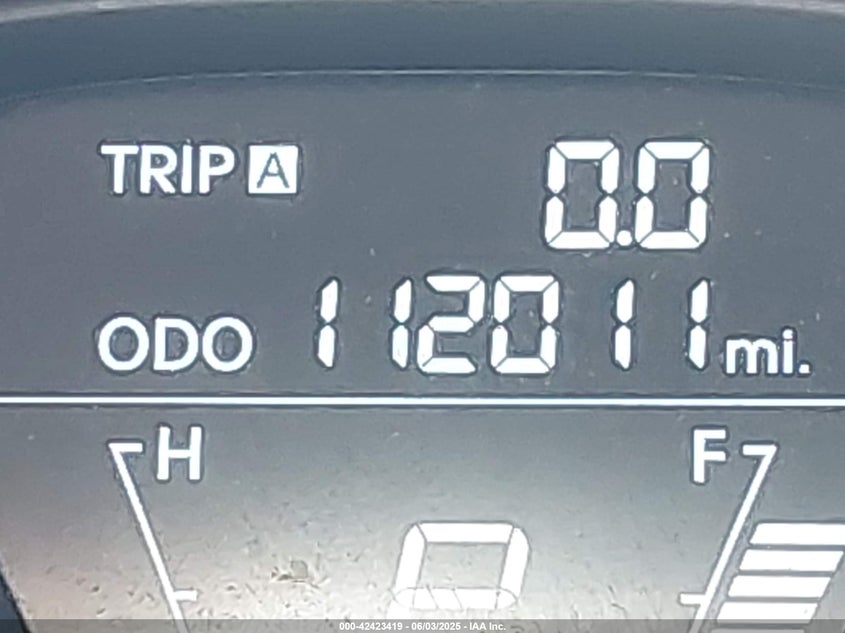 TRIP A 0.0
ODO 112011 mi.
H F
000-42423419 - 06/03/2025 - IAA Inc.